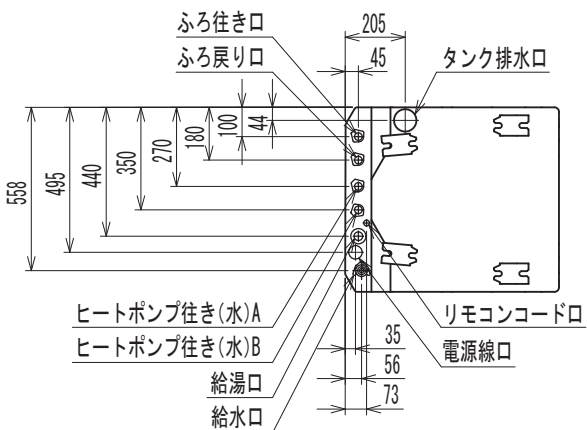 ふろ往き口
ふろ戻り口
205
45
タンク排水口
44
100
180
270
350
440
495
558
ヒートポンプ往き(水)A
ヒートポンプ往き(水)B
給湯口
給水口
35
56
73
リモコンコード口
電源線口